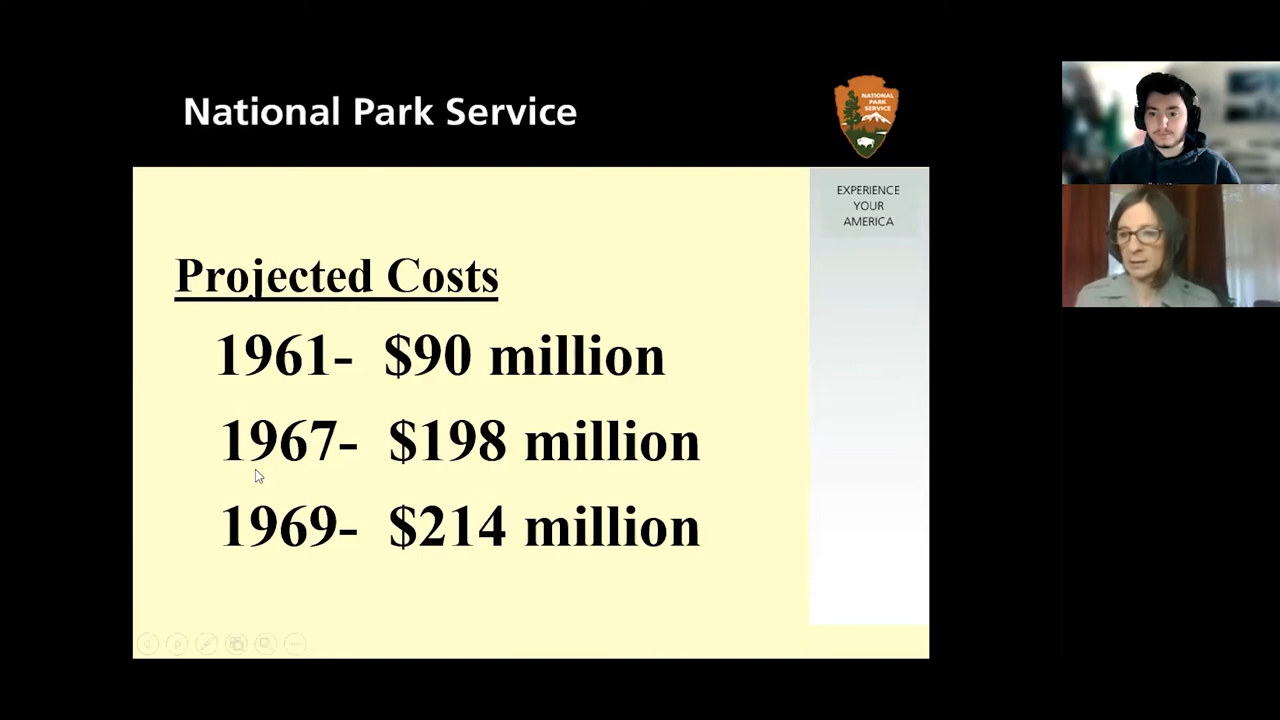 National Park Service
NATIONAL
PARK
SERVICE
EXPERIENCE
YOUR
AMERICA
Projected Costs
1961- $90 million
1967- $198 million
1969- $214 million